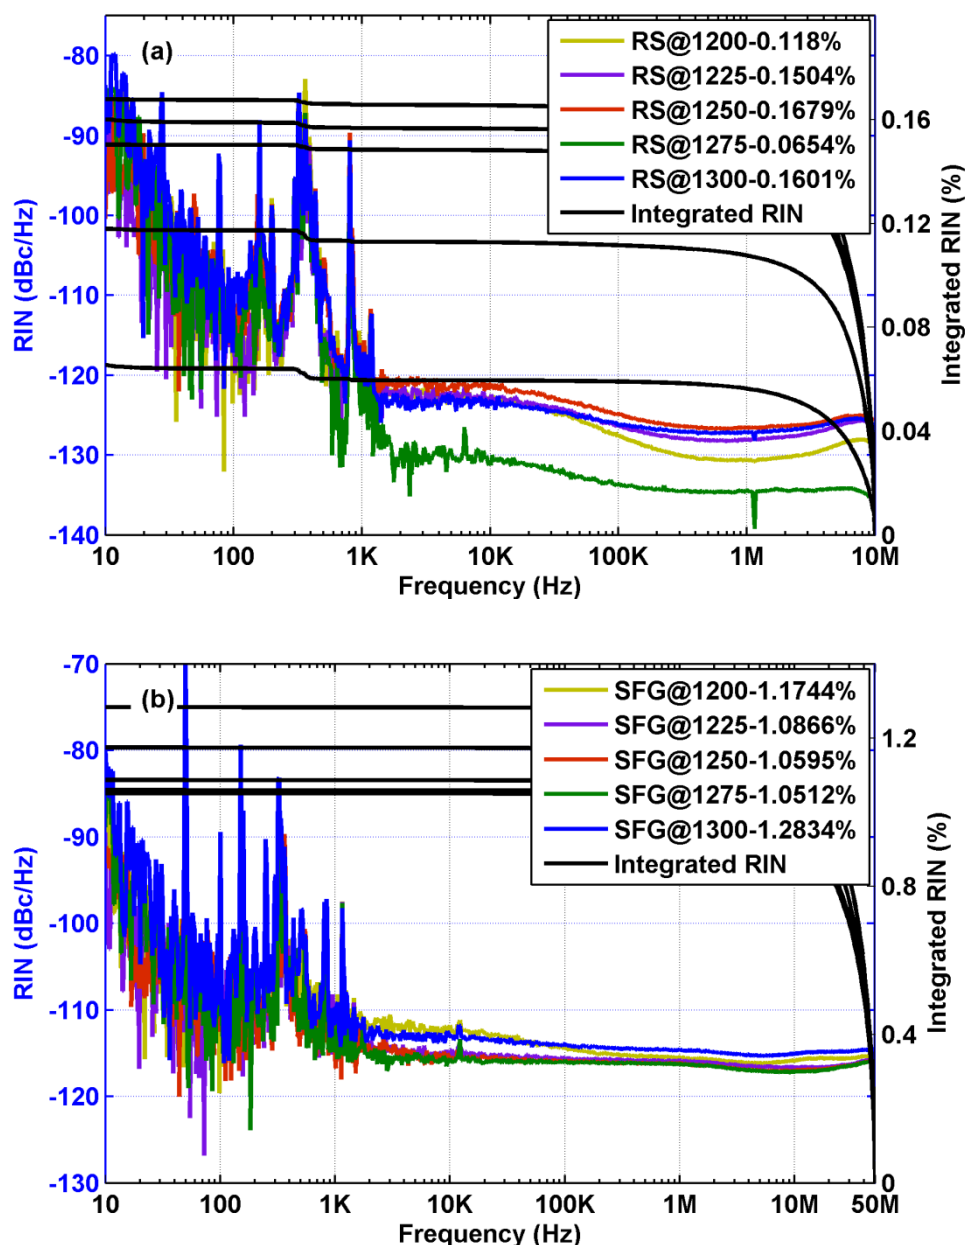 (a)
RS@1200-0.118%
RS@1225-0.1504%
RS@1250-0.1679%
RS@1275-0.0654%
RS@1300-0.1601%
Integrated RIN
-80
-90
-100
-110
-120
-130
-140
RIN (dBc/Hz)
0.16
0.12
0.08
0.04
0
Integrated RIN (%)
10 100 1K 10K 100K 1M 10M
Frequency (Hz)
(b)
SFG@1200-1.1744%
SFG@1225-1.0866%
SFG@1250-1.0595%
SFG@1275-1.0512%
SFG@1300-1.2834%
Integrated RIN
-70
-80
-90
-100
-110
-120
-130
RIN (dBc/Hz)
1.2
0.8
0.4
0
Integrated RIN (%)
10 100 1K 10K 100K 1M 10M 50M
Frequency (Hz)